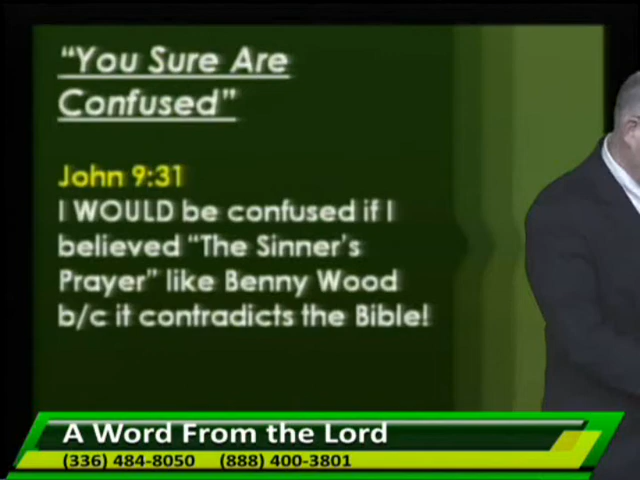 “You Sure Are
Confused”
John 9:31
I WOULD be confused if I
believed “The Sinner’s
Prayer” like Benny Wood
b/c it contradicts the Bible!
A Word From the Lord
(336) 484-8050 (888) 400-3801